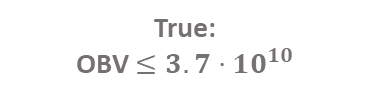 True:
OBV ≤ 3.7 · 10¹⁰